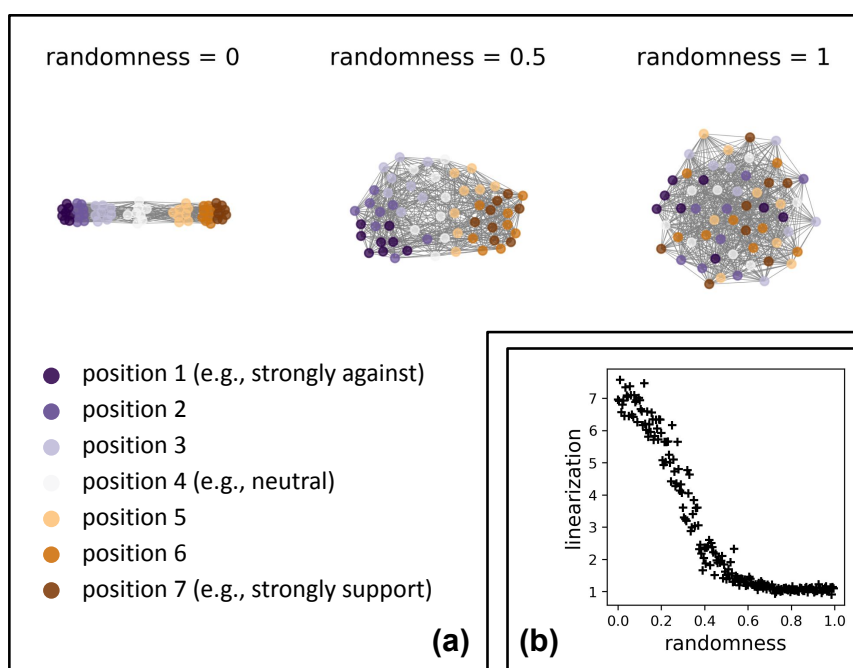 randomness = 0
randomness = 0.5
randomness = 1
position 1 (e.g., strongly against)
position 2
position 3
position 4 (e.g., neutral)
position 5
position 6
position 7 (e.g., strongly support)
(a)
(b)
linearization
7
6
5
4
3
2
1
0.0 0.2 0.4 0.6 0.8 1.0
randomness